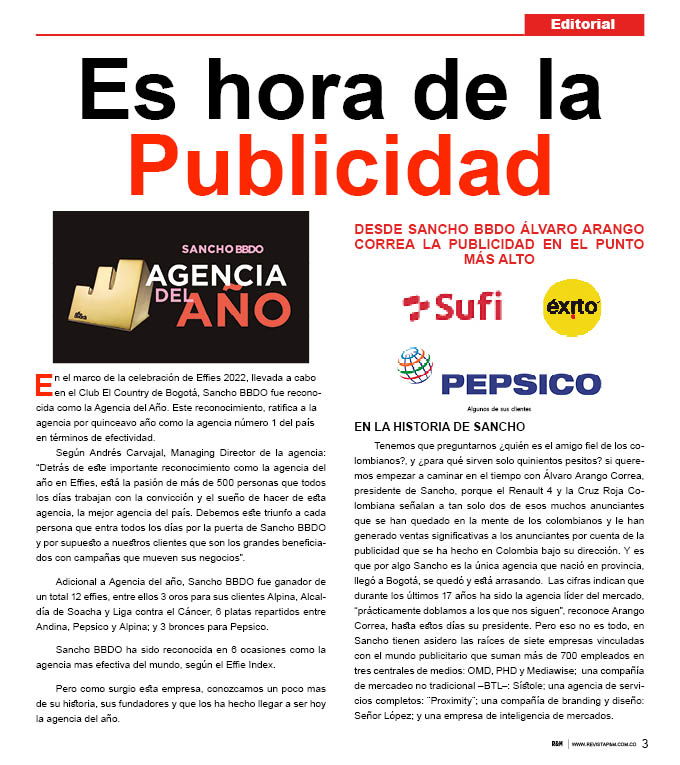 Editorial
Es hora de la
Publicidad
SANCHO BBDO
AGENCIA
DEL
AÑO
En el marco de la celebración de Effies 2022, llevada a cabo
en el Club El Country de Bogotá, Sancho BBDO fue recono-
cida como la Agencia del Año. Este reconocimiento, ratifica a la
agencia por quinceavo año como la agencia número 1 del país
en términos de efectividad.
Según Andrés Carvajal, Managing Director de la agencia:
“Detrás de este importante reconocimiento como la agencia del
año en Effies, está la pasión de más de 500 personas que todos
los días trabajan con la convicción y el sueño de hacer de esta
agencia, la mejor agencia del país. Debemos este triunfo a cada
persona que entra todos los días por la puerta de Sancho BBDO
y por supuesto a nuestros clientes que son los grandes beneficia-
dos con campañas que mueven sus negocios”.
Adicional a Agencia del año, Sancho BBDO fue ganador de
un total 12 effies, entre ellos 3 oros para sus clientes Alpina, Alcal-
día de Soacha y Liga contra el Cáncer, 6 platas repartidos entre
Andina, Pepsico y Alpina; y 3 bronces para Pepsico.
Sancho BBDO ha sido reconocida en 6 ocasiones como la
agencia mas efectiva del mundo, según el Effie Index.
Pero como surgio esta empresa, conozcamos un poco mas
de su historia, sus fundadores y que los ha hecho llegar a ser hoy
la agencia del año.
DESDE SANCHO BBDO ÁLVARO ARANGO
CORREA LA PUBLICIDAD EN EL PUNTO
MÁS ALTO
Sufi
éxito
PEPSICO
Algunos de sus clientes
EN LA HISTORIA DE SANCHO
Tenemos que preguntarnos ¿quién es el amigo fiel de los co-
lombianos?, y ¿para qué sirven solo quinientos pesitos? si quere-
mos empezar a caminar en el tiempo con Álvaro Arango Correa,
presidente de Sancho, porque el Renault 4 y la Cruz Roja Co-
lombiana señalan a tan solo dos de esos muchos anunciantes
que se han quedado en la mente de los colombianos y le han
generado ventas significativas a los anunciantes por cuenta de la
publicidad que se ha hecho en Colombia bajo su dirección. Y es
que por algo Sancho es la única agencia que nació en provincia,
llegó a Bogotá, se quedó y está arrasando. Las cifras indican que
durante los últimos 17 años ha sido la agencia líder del mercado,
“prácticamente doblamos a los que nos siguen”, reconoce Arango
Correa, hasta estos días su presidente. Pero eso no es todo, en
Sancho tienen asidero las raíces de siete empresas vinculadas
con el mundo publicitario que suman más de 700 empleados en
tres centrales de medios: OMD, PHD y Mediawise; una compañía
de mercadeo no tradicional –BTL–: Sístole; una agencia de servi-
cios completos: ¨Proximity¨; una compañía de branding y diseño:
Señor López; y una empresa de inteligencia de mercados.
P&M | WWW.REVISTAP&M.COM.CO 3